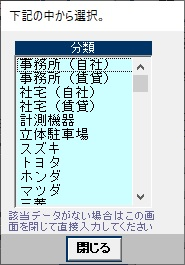 下記の中から選択。
分類
事務所（自社）
事務所（賃貸）
社宅（自社）
社宅（賃貸）
計測機器
立体駐車場
スズキ
トヨタ
ホンダ
マツダ
三菱
該当データがない場合はこの画
面を閉じて直接入力してください
閉じる